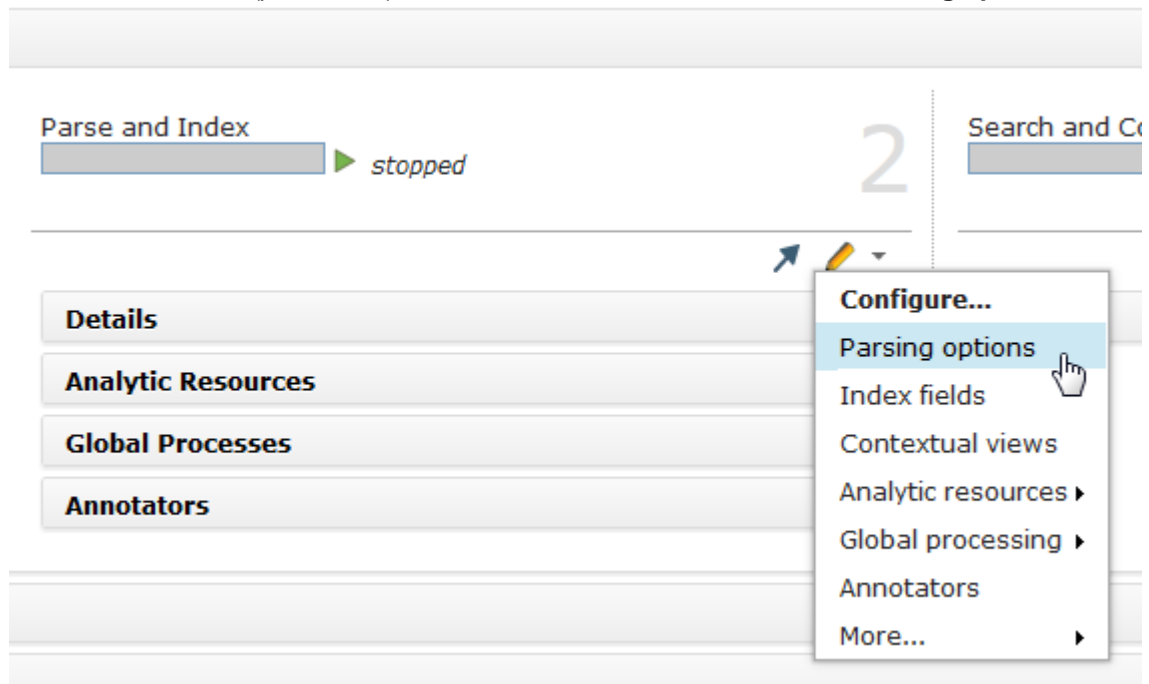 Parse and Index
stopped
2
Search and Co
Details
Analytic Resources
Global Processes
Annotators
Configure...
Parsing options
Index fields
Contextual views
Analytic resources
Global processing
Annotators
More...